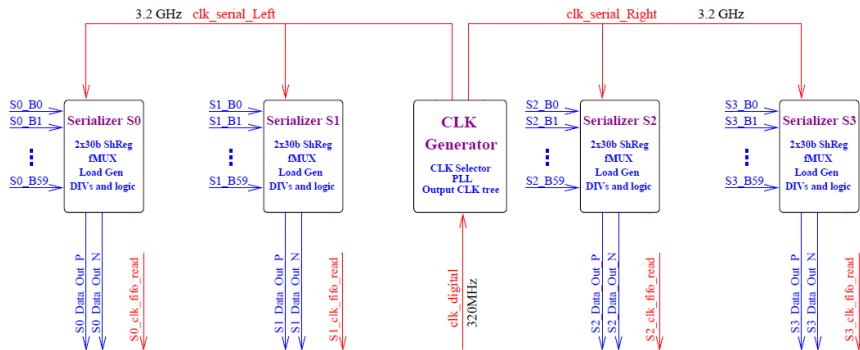 3.2 GHz clk_serial_Left clk_serial_Right 3.2 GHz
S0_B0
S0_B1
S0_B59
Serializer S0
2x30b ShReg
fMUX
Load Gen
DIVs and logic
S1_B0
S1_B1
S1_B59
Serializer S1
2x30b ShReg
fMUX
Load Gen
DIVs and logic
CLK
Generator
CLK Selector
PLL
Output CLK tree
S2_B0
S2_B1
S2_B59
Serializer S2
2x30b ShReg
fMUX
Load Gen
DIVs and logic
S3_B0
S3_B1
S3_B59
Serializer S3
2x30b ShReg
fMUX
Load Gen
DIVs and logic
S0_Data_Out_P
S0_Data_Out_N
S0_clk_fifo_read
S1_Data_Out_P
S1_Data_Out_N
S1_clk_fifo_read
clk_digital
320MHz
S2_Data_Out_P
S2_Data_Out_N
S2_clk_fifo_read
S3_Data_Out_P
S3_Data_Out_N
S3_clk_fifo_read